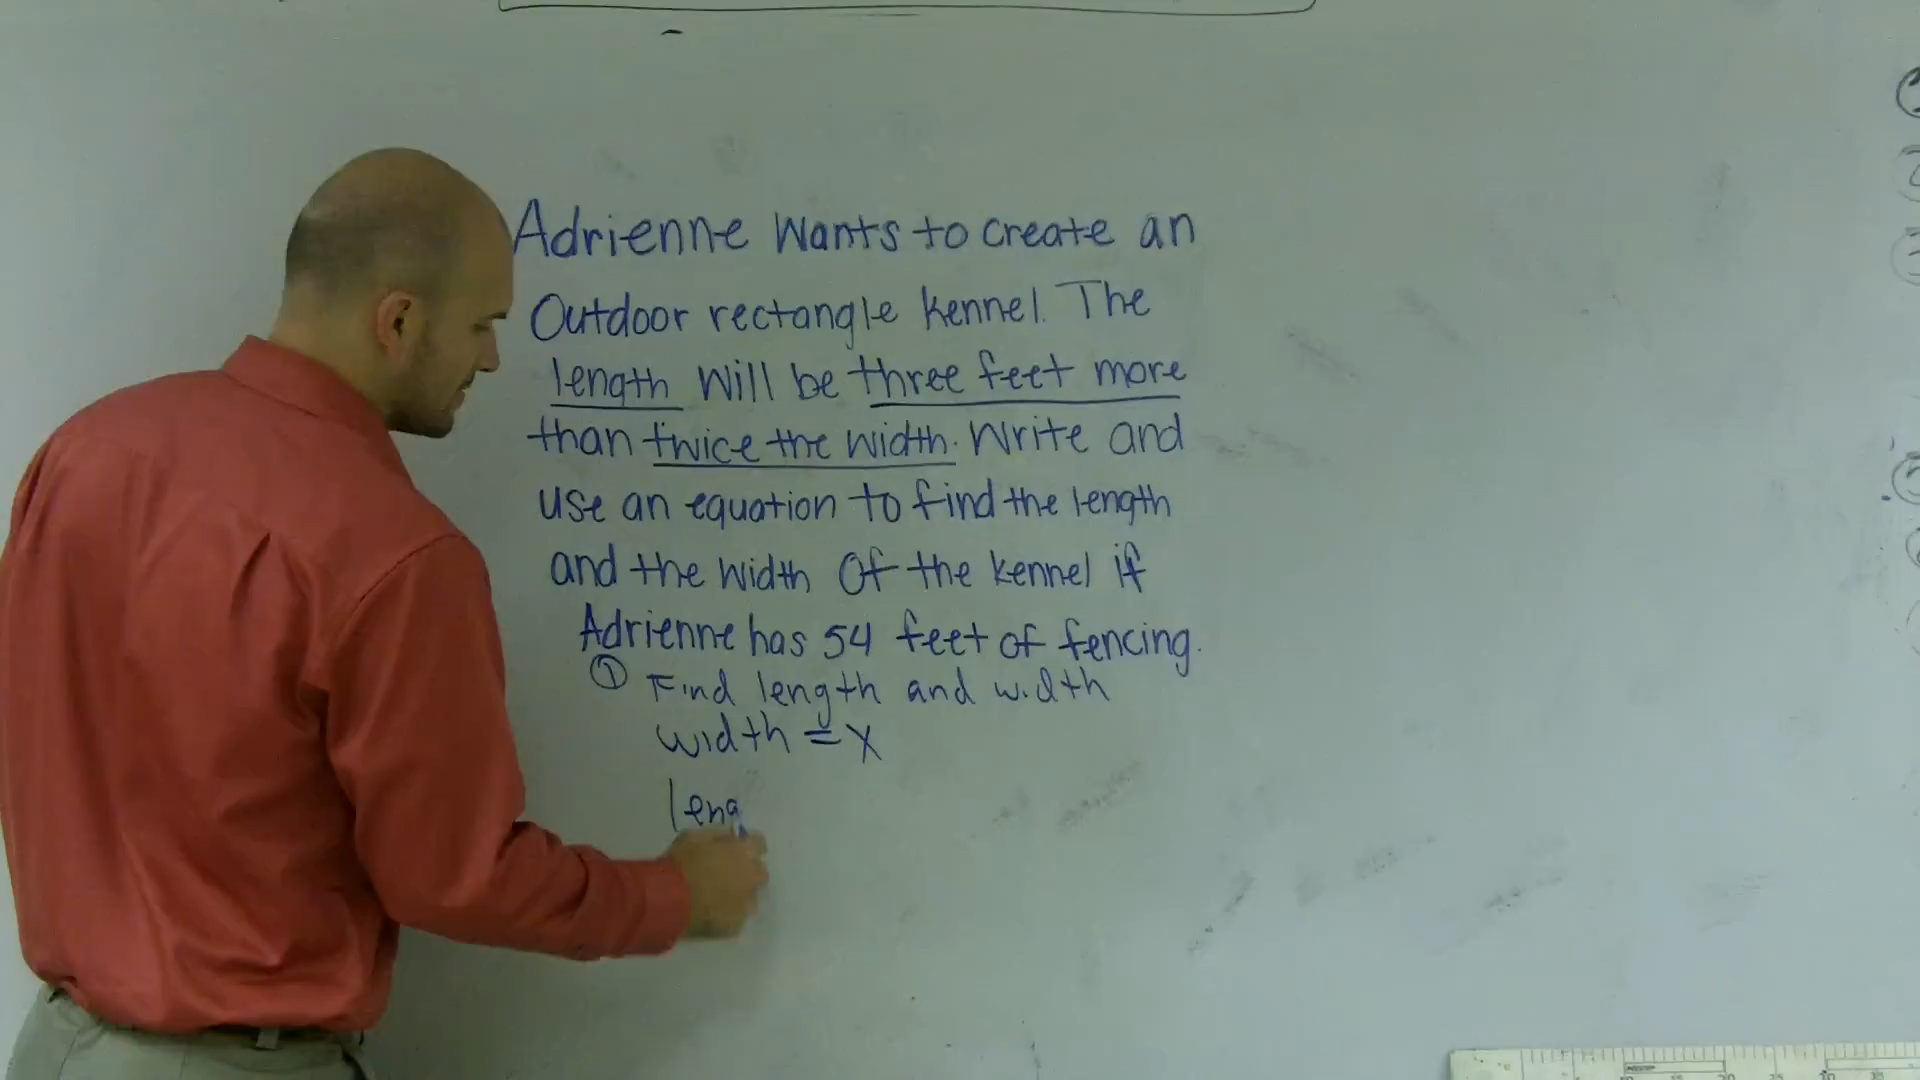 Adrienne wants to create an
Outdoor rectangle kennel. The
length will be three feet more
than twice the width. Write and
use an equation to find the length
and the width Of the kennel if
Adrienne has 54 feet of fencing.
① Find length and width
width = x
leng